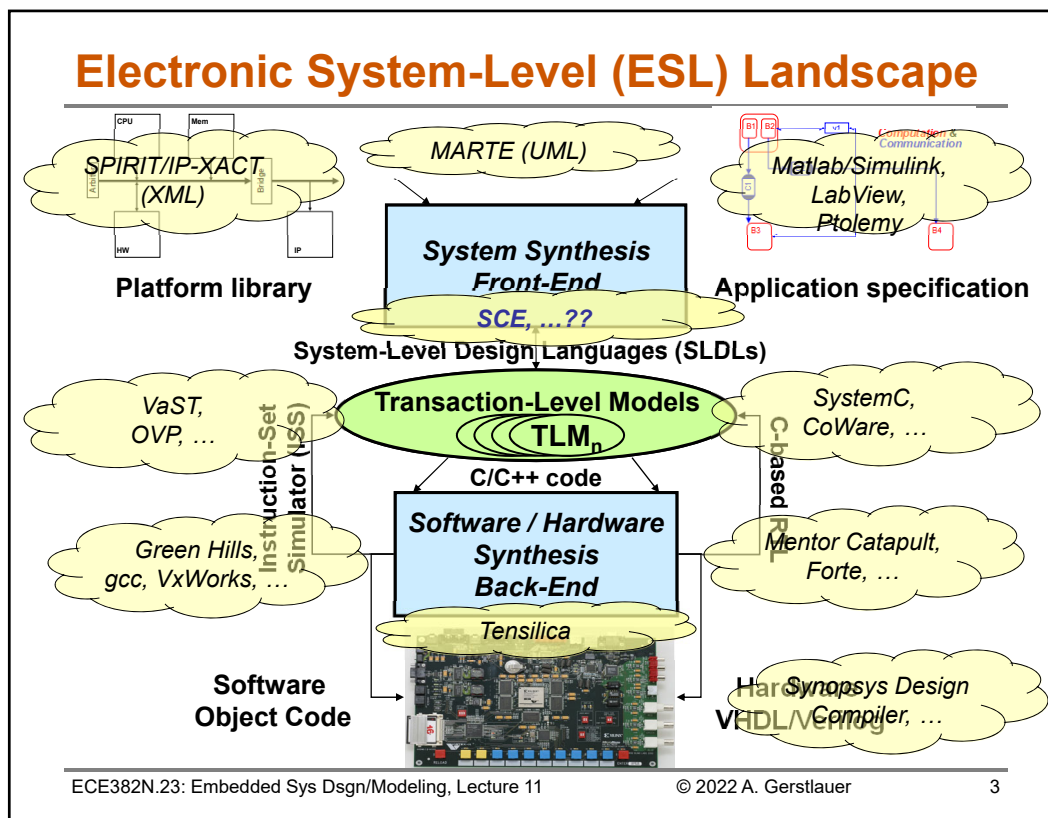 Electronic System-Level (ESL) Landscape
CPU
Mem
SPIRIT/IP-XACT
(XML)
Bridge
HW
IP
Platform library
MARTE (UML)
B1
B2
v1
Computation &
Communication
C1
Matlab/Simulink,
LabView,
Ptolemy
B3
B4
Application specification
System Synthesis
Front-End
SCE, …??
System-Level Design Languages (SLDLs)
VaST,
OVP, …
Transaction-Level Models
TLMn
SystemC,
CoWare, …
Instruction-Set
Simulator (ISS)
C-based RTL
C/C++ code
Software / Hardware
Synthesis
Back-End
Green Hills,
gcc, VxWorks, …
Mentor Catapult,
Forte, …
Tensilica
Software
Object Code
Hardware
VHDL/Verilog
Synopsys Design
Compiler, …
ECE382N.23: Embedded Sys Dsgn/Modeling, Lecture 11
© 2022 A. Gerstlauer
3